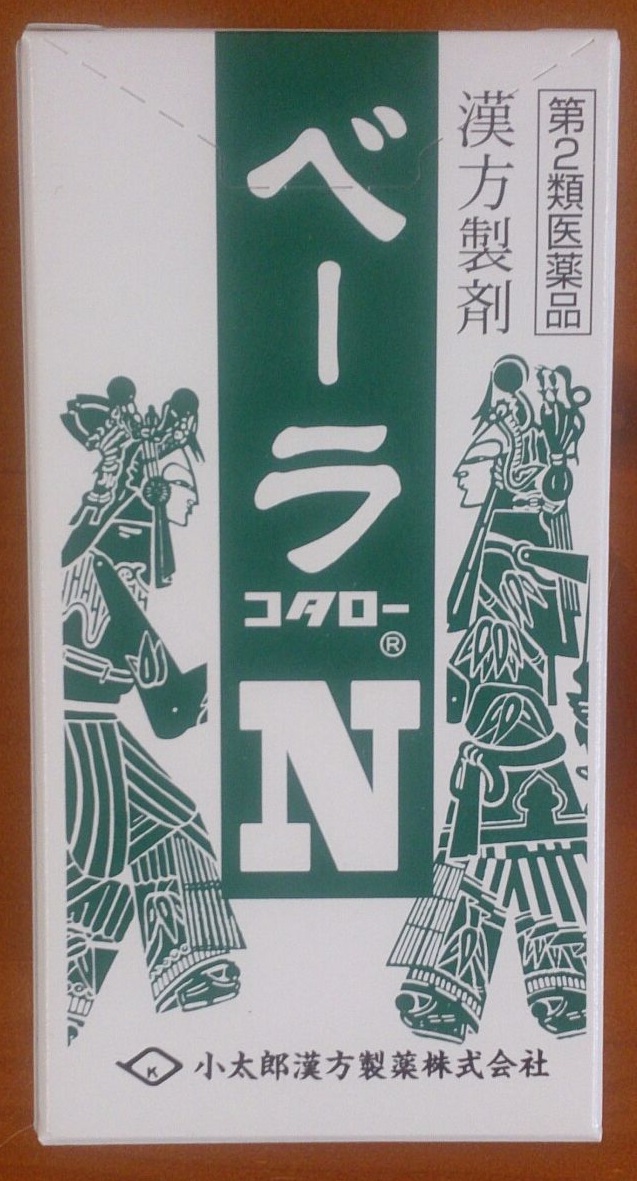 第2類医薬品
漢方製剤
ベーラ
コタロー®
N
K
小太郎漢方製薬株式会社